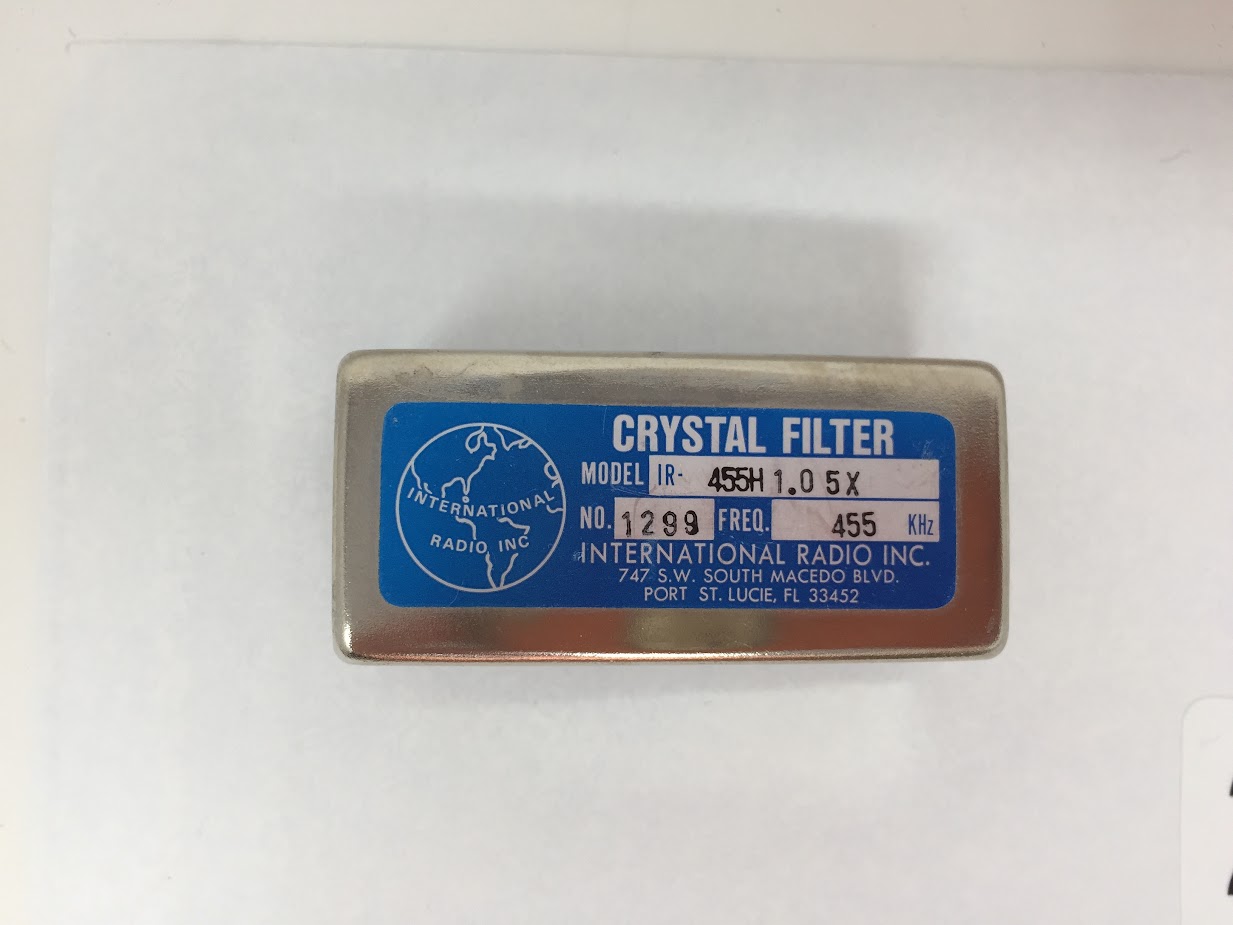 CRYSTAL FILTER
MODEL IR- 455H 1.0 5X
NO. 1299 FREQ. 455 KHz
INTERNATIONAL RADIO INC.
747 S.W. SOUTH MACEDO BLVD.
PORT ST. LUCIE, FL 33452
INTERNATIONAL
RADIO INC